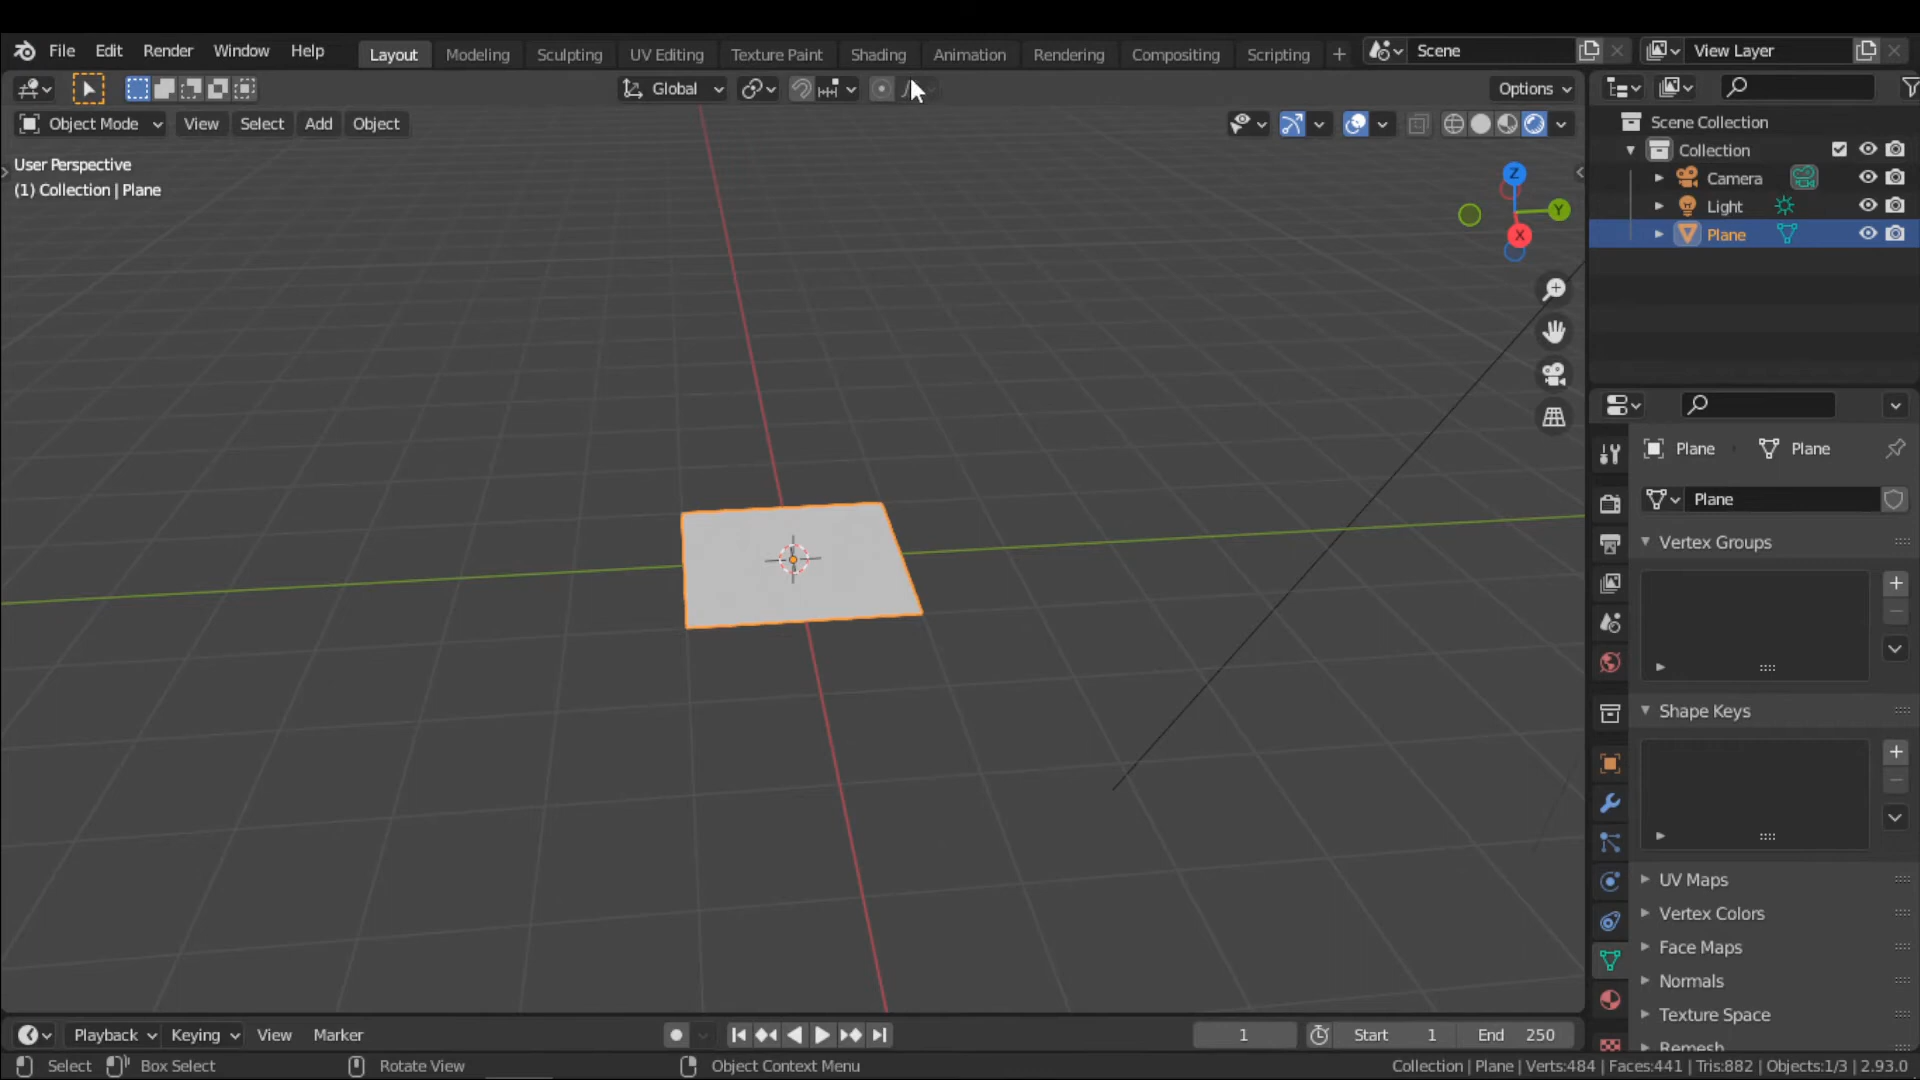 File Edit Render Window Help Layout Modeling Sculpting UV Editing Texture Paint Shading Animation Rendering Compositing Scripting + Scene View Layer
Global Options
Object Mode View Select Add Object
User Perspective
(1) Collection | Plane
Z
Y
X
Scene Collection
Collection
Camera
Light
Plane
Plane Plane
Plane
Vertex Groups
Shape Keys
UV Maps
Vertex Colors
Face Maps
Normals
Texture Space
Remesh
Playback Keying View Marker 1 Start 1 End 250
Select Box Select Rotate View Object Context Menu Collection | Plane | Verts:484 | Faces:441 | Tris:882 | Objects:1/3 | 2.93.0